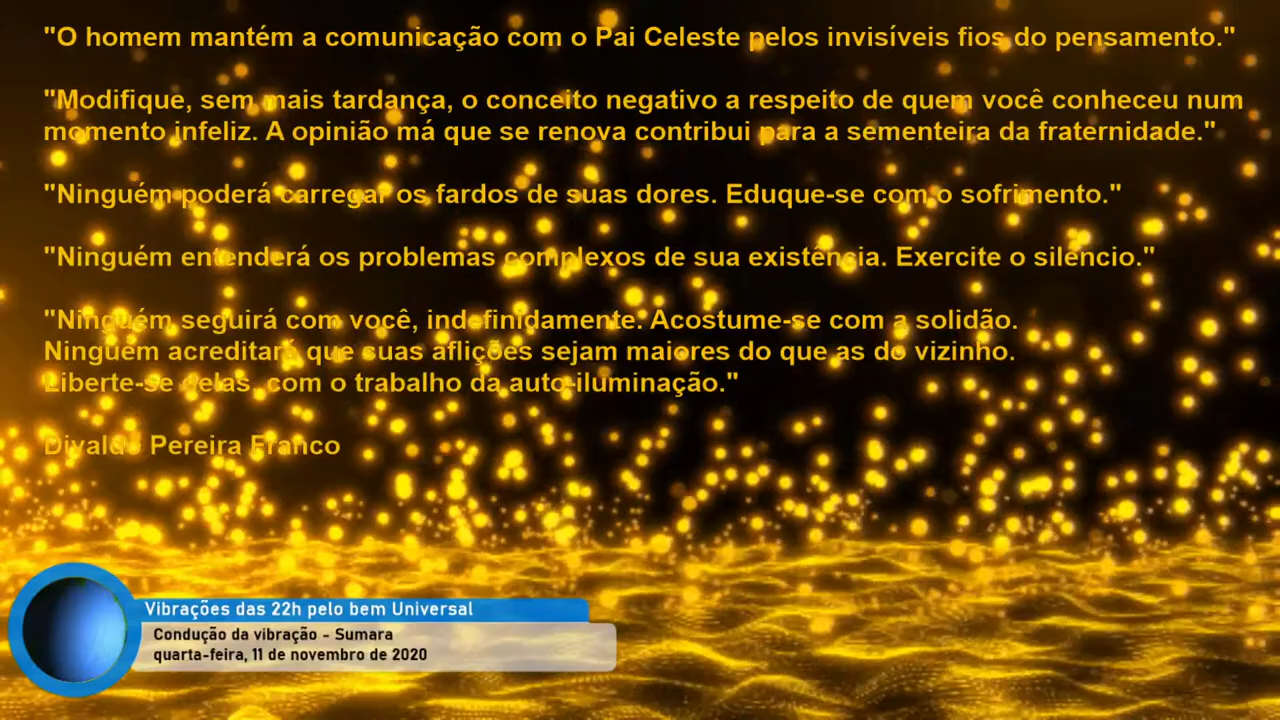 "O homem mantém a comunicação com o Pai Celeste pelos invisíveis fios do pensamento."
"Modifique, sem mais tardança, o conceito negativo a respeito de quem você conheceu num
momento infeliz. A opinião má que se renova contribui para a sementeira da fraternidade."
"Ninguém poderá carregar os fardos de suas dores. Eduque-se com o sofrimento."
"Ninguém entenderá os problemas complexos de sua existência. Exercite o silêncio."
"Ninguém seguirá com você, indefinidamente. Acostume-se com a solidão.
Ninguém acreditará que suas aflições sejam maiores do que as do vizinho.
Liberte-se delas, com o trabalho da auto-iluminação."
Divaldo Pereira Franco
Vibrações das 22h pelo bem Universal
Condução da vibração - Sumara
quarta-feira, 11 de novembro de 2020